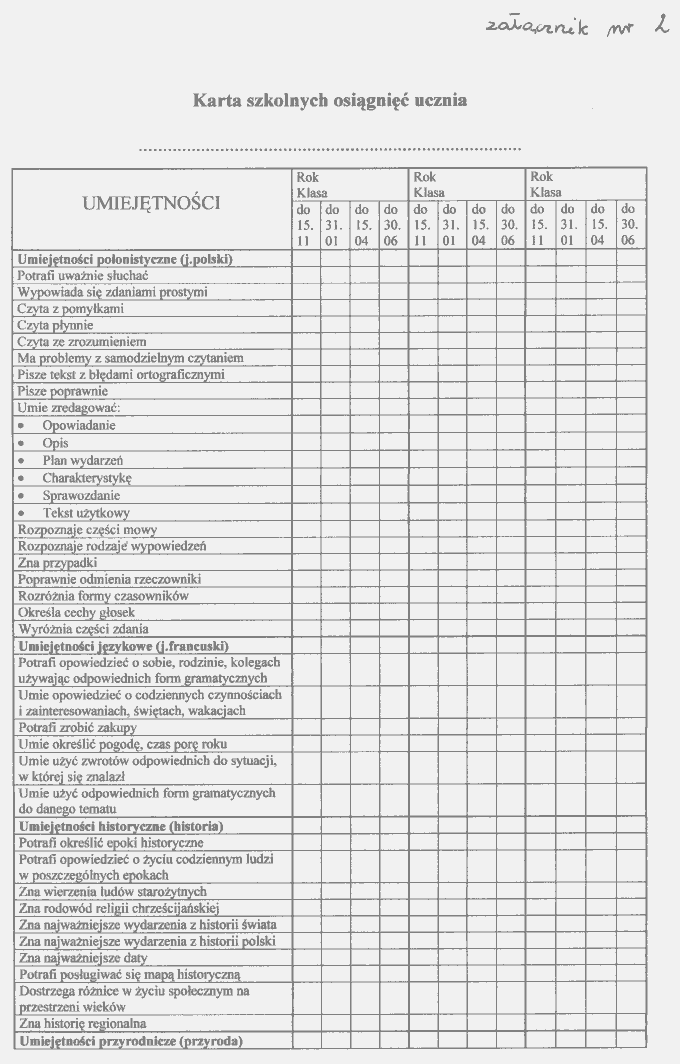 załącznik nr 2
Karta szkolnych osiągnięć ucznia
UMIEJĘTNOŚCI
Rok Rok Rok
Klasa Klasa Klasa
do do do do do do do do do do do do
15. 31. 15. 30. 15. 31. 15. 30. 15. 31. 15. 30.
11 01 04 06 11 01 04 06 11 01 04 06
Umiejętności polonistyczne (j.polski)
Potrafi uważnie słuchać
Wypowiada się zdaniami prostymi
Czyta z pomyłkami
Czyta płynnie
Czyta ze zrozumieniem
Ma problemy z samodzielnym czytaniem
Pisze tekst z błędami ortograficznymi
Pisze poprawnie
Umie zredagować:
• Opowiadanie
• Opis
• Plan wydarzeń
• Charakterystykę
• Sprawozdanie
• Tekst użytkowy
Rozpoznaje części mowy
Rozpoznaje rodzaje wypowiedzeń
Zna przypadki
Poprawnie odmienia rzeczowniki
Rozróżnia formy czasowników
Określa cechy głosek
Wyróżnia części zdania
Umiejętności językowe (j.francuski)
Potrafi opowiedzieć o sobie, rodzinie, kolegach
używając odpowiednich form gramatycznych
Umie opowiedzieć o codziennych czynnościach
i zainteresowaniach, świętach, wakacjach
Potrafi zrobić zakupy
Umie określić pogodę, czas porę roku
Umie użyć zwrotów odpowiednich do sytuacji,
w której się znalazł
Umie użyć odpowiednich form gramatycznych
do danego tematu
Umiejętności historyczne (historia)
Potrafi określić epoki historyczne
Potrafi opowiedzieć o życiu codziennym ludzi
w poszczególnych epokach
Zna wierzenia ludów starożytnych
Zna rodowód religii chrześcijańskiej
Zna najważniejsze wydarzenia z historii świata
Zna najważniejsze wydarzenia z historii polski
Zna najważniejsze daty
Potrafi posługiwać się mapą historyczną
Dostrzega różnice w życiu społecznym na
przestrzeni wieków
Zna historię regionalna
Umiejętności przyrodnicze (przyroda)